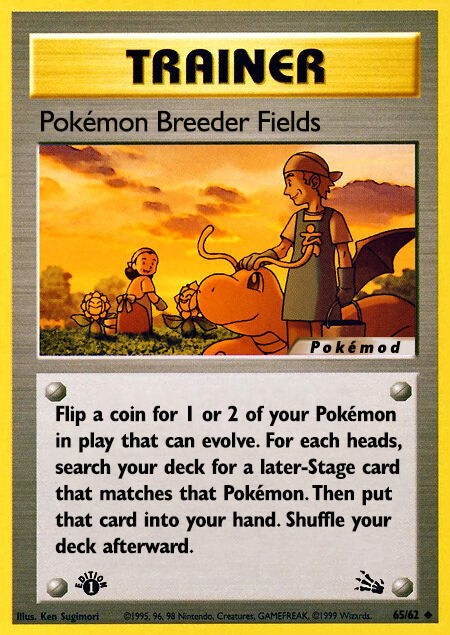 TRAINER
Pokémon Breeder Fields
Pokémod
Flip a coin for 1 or 2 of your Pokémon
in play that can evolve. For each heads,
search your deck for a later-Stage card
that matches that Pokémon. Then put
that card into your hand. Shuffle your
deck afterward.
EDITION
1
Illus. Ken Sugimori ©1995, 96, 98 Nintendo, Creatures, GAMEFREAK. ©1999 Wizards. 65/62